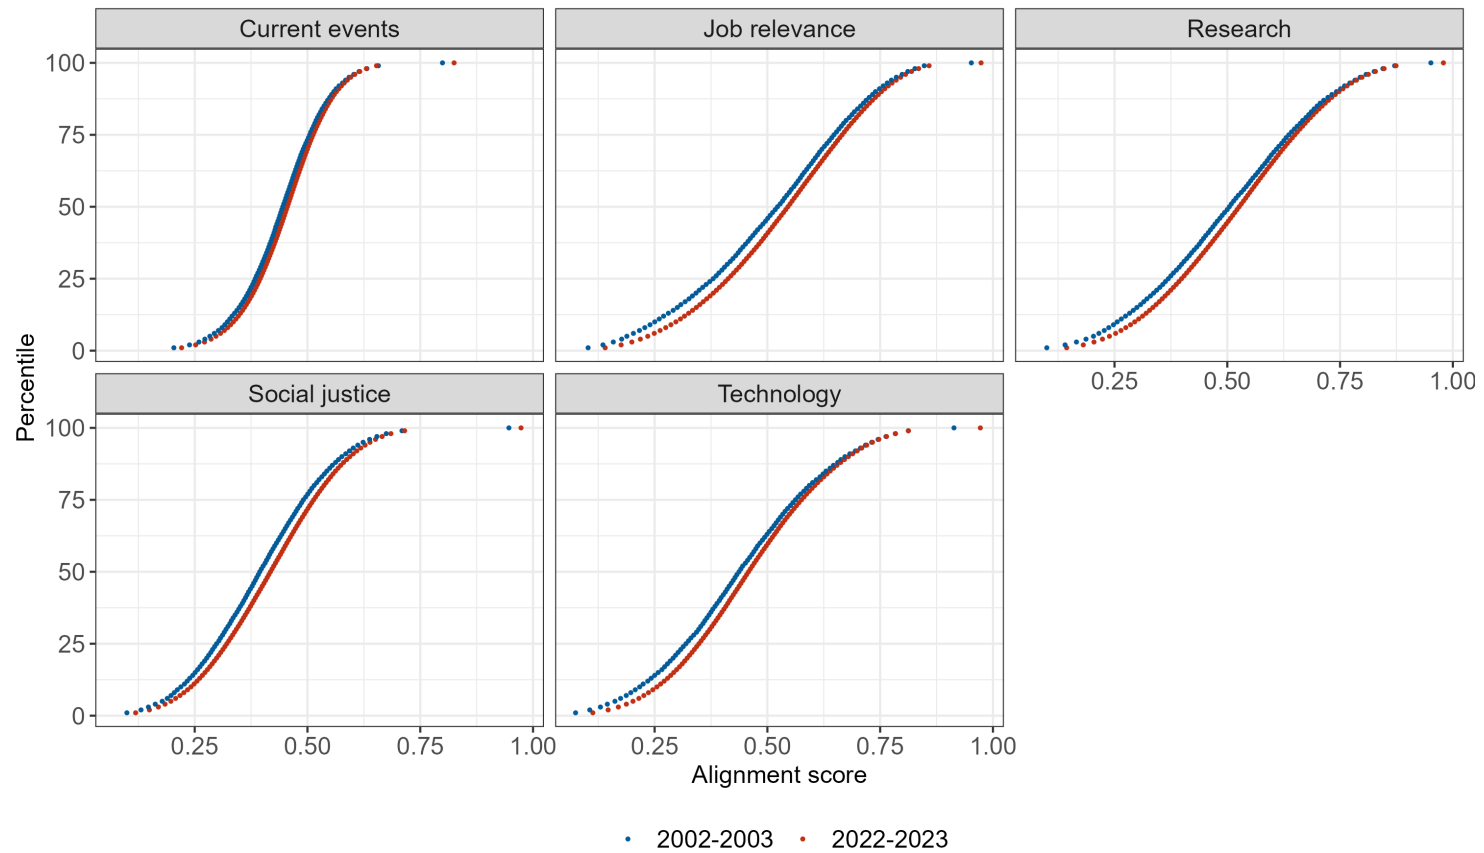 Current events
Job relevance
Research
100
75
50
25
0
0.25 0.50 0.75 1.00
Social justice
Technology
Percentile
100
75
50
25
0
0.25 0.50 0.75 1.00
0.25 0.50 0.75 1.00
Alignment score
2002-2003 2022-2023